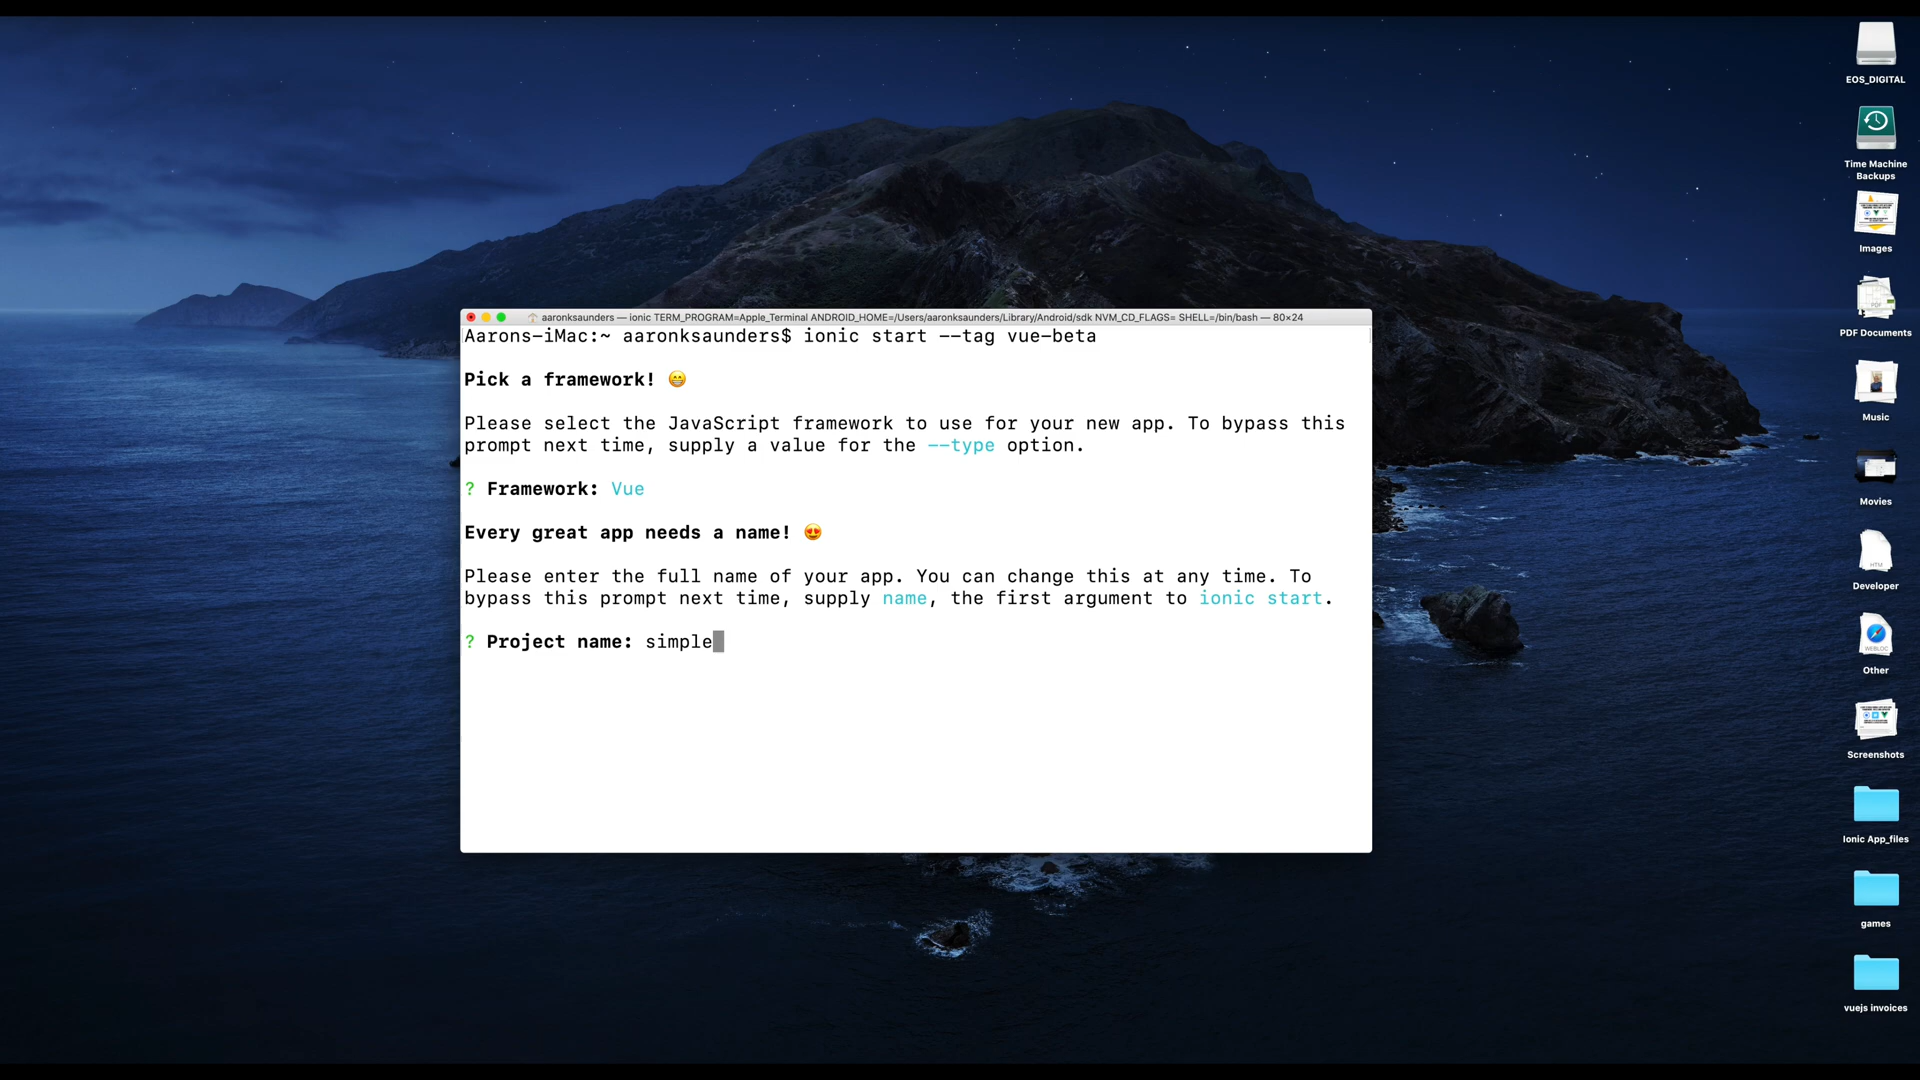 aaronksaunders — ionic TERM_PROGRAM=Apple_Terminal ANDROID_HOME=/Users/aaronksaunders/Library/Android/sdk NVM_CD_FLAGS= SHELL=/bin/bash — 80×24
Aarons-iMac:~ aaronksaunders$ ionic start --tag vue-beta
Pick a framework! 😁
Please select the JavaScript framework to use for your new app. To bypass this
prompt next time, supply a value for the --type option.
? Framework: Vue
Every great app needs a name! 😍
Please enter the full name of your app. You can change this at any time. To
bypass this prompt next time, supply name, the first argument to ionic start.
? Project name: simple
EOS_DIGITAL
Time Machine
Backups
Images
PDF
PDF Documents
Music
Movies
HTM
Developer
WEBLOC
Other
Screenshots
Ionic App_files
games
vuejs invoices